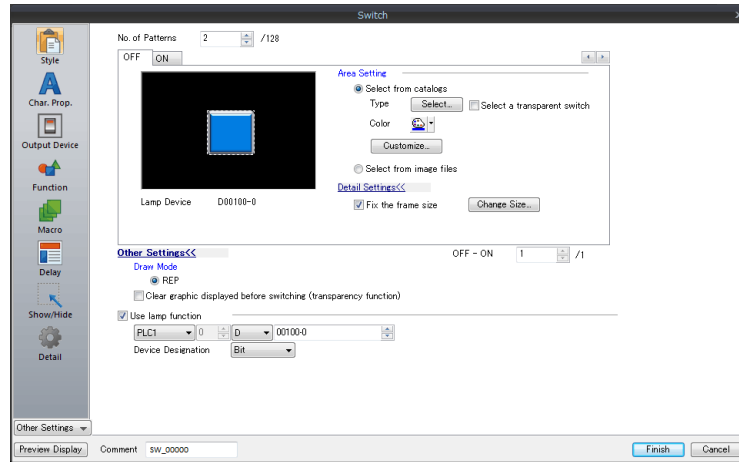 Switch
Style
Char. Prop.
Output Device
Function
Macro
Delay
Show/Hide
Detail
Other Settings
No. of Patterns 2 /128
OFF ON
Area Setting
Select from catalogs
Type Select... Select a transparent switch
Color
Customize...
Select from image files
Detail Settings<<
Fix the frame size Change Size...
Lamp Device D00100-0
Other Settings<< OFF - ON 1 /1
Draw Mode
REP
Clear graphic displayed before switching (transparency function)
Use lamp function
PLC1 0 D 00100-0
Device Designation Bit
Preview Display Comment SW_00000 Finish Cancel